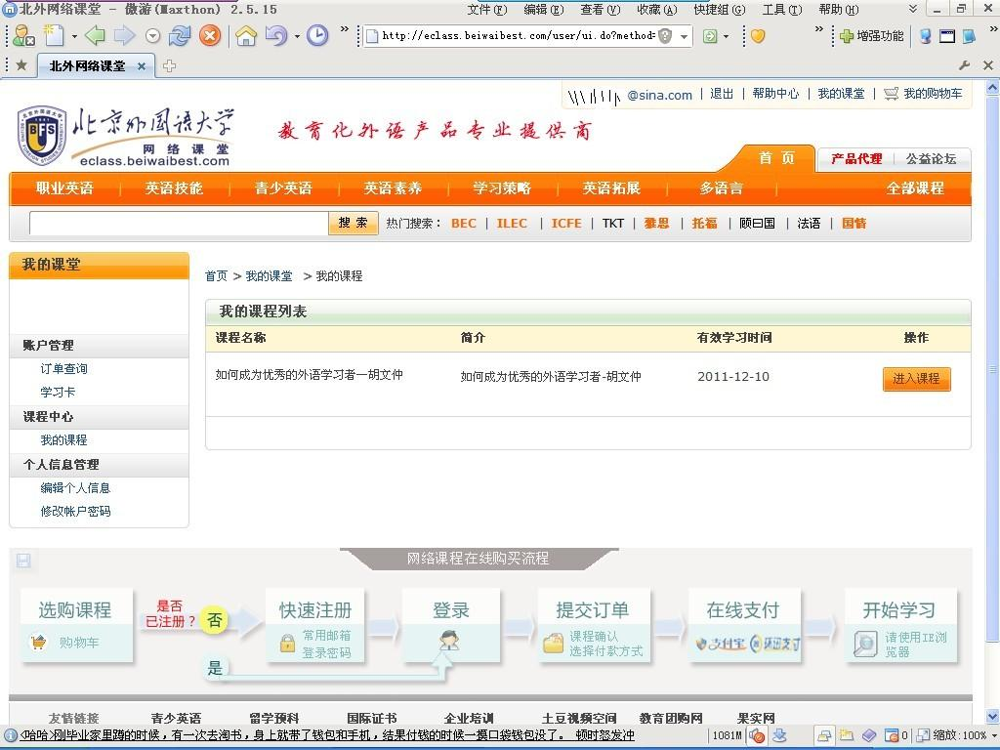 北外网络课堂 - 傲游(Maxthon) 2.5.15
文件(F) 编辑(E) 查看(V) 收藏(A) 快捷组(G) 工具(T) 帮助(H)
http://eclass.beiwaibest.com/user/ui.do?method=
增强功能
北外网络课堂
@sina.com | 退出 | 帮助中心 | 我的课堂 | 我的购物车
BFS
北京外国语大学
网络课堂
eclass.beiwaibest.com
教育化外语产品专业提供商
首 页 产品代理 公益论坛
职业英语 英语技能 青少英语 英语素养 学习策略 英语拓展 多语言 全部课程
搜 索 热门搜索： BEC | ILEC | ICFE | TKT | 雅思 | 托福 | 顾曰国 | 法语 | 国情
我的课堂
账户管理
订单查询
学习卡
课程中心
我的课程
个人信息管理
编辑个人信息
修改帐户密码
首页 > 我的课堂 > 我的课程
我的课程列表
课程名称 简介 有效学习时间 操作
如何成为优秀的外语学习者一胡文仲 如何成为优秀的外语学习者-胡文仲 2011-12-10 进入课程
网络课程在线购买流程
选购课程
购物车
是否
已注册？
否
是
快速注册
常用邮箱
登录密码
登录
提交订单
课程确认
选择付款方式
在线支付
支付宝
开始学习
请使用IE浏
览器
友情链接 青少英语 留学预科 国际证书 企业培训 土豆视频空间 教育团购网 果实网
<哈哈>刚毕业家里蹲的时候，有一次去淘书，身上就带了钱包和手机，结果付钱的时候一摸口袋钱包没了。 顿时怒发冲
1081M 0 缩放:100%